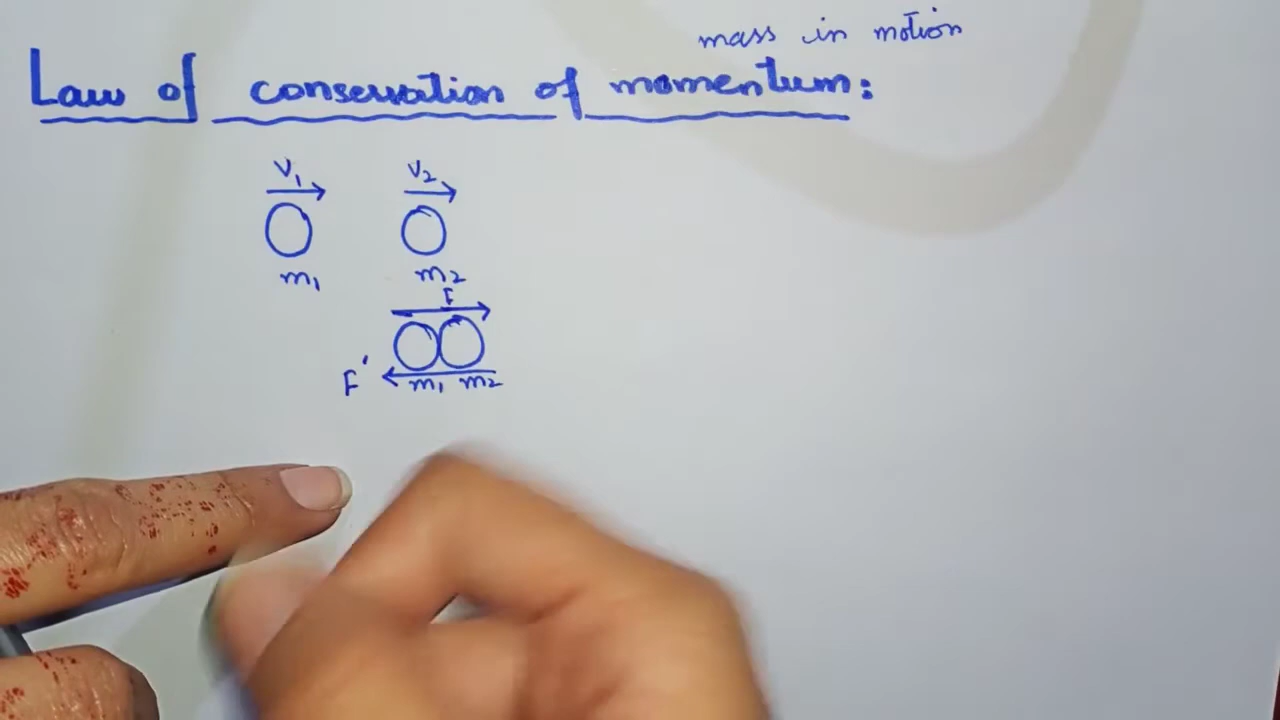 mass in motion
Law of conservation of momentum:
V1 V2
m1 m2
F
F' m1 m2